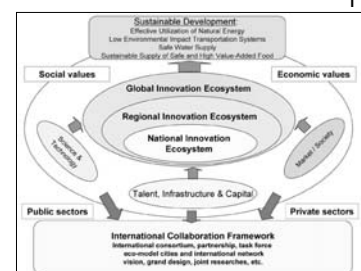 Sustainable Development:
Effective Utilization of Natural Energy
Low Environmental Impact Transportation Systems
Safe Water Supply
Sustainable Supply of Safe and High Value-Added Food
Social values
Economic values
Global Innovation Ecosystem
Regional Innovation Ecosystem
National Innovation
Ecosystem
Science &
Technology
Market / Society
Talent, Infrastructure & Capital
Public sectors
Private sectors
International Collaboration Framework
International consortium, partnership, task force
eco-model cities and international network
vision, grand design, joint researches, etc.